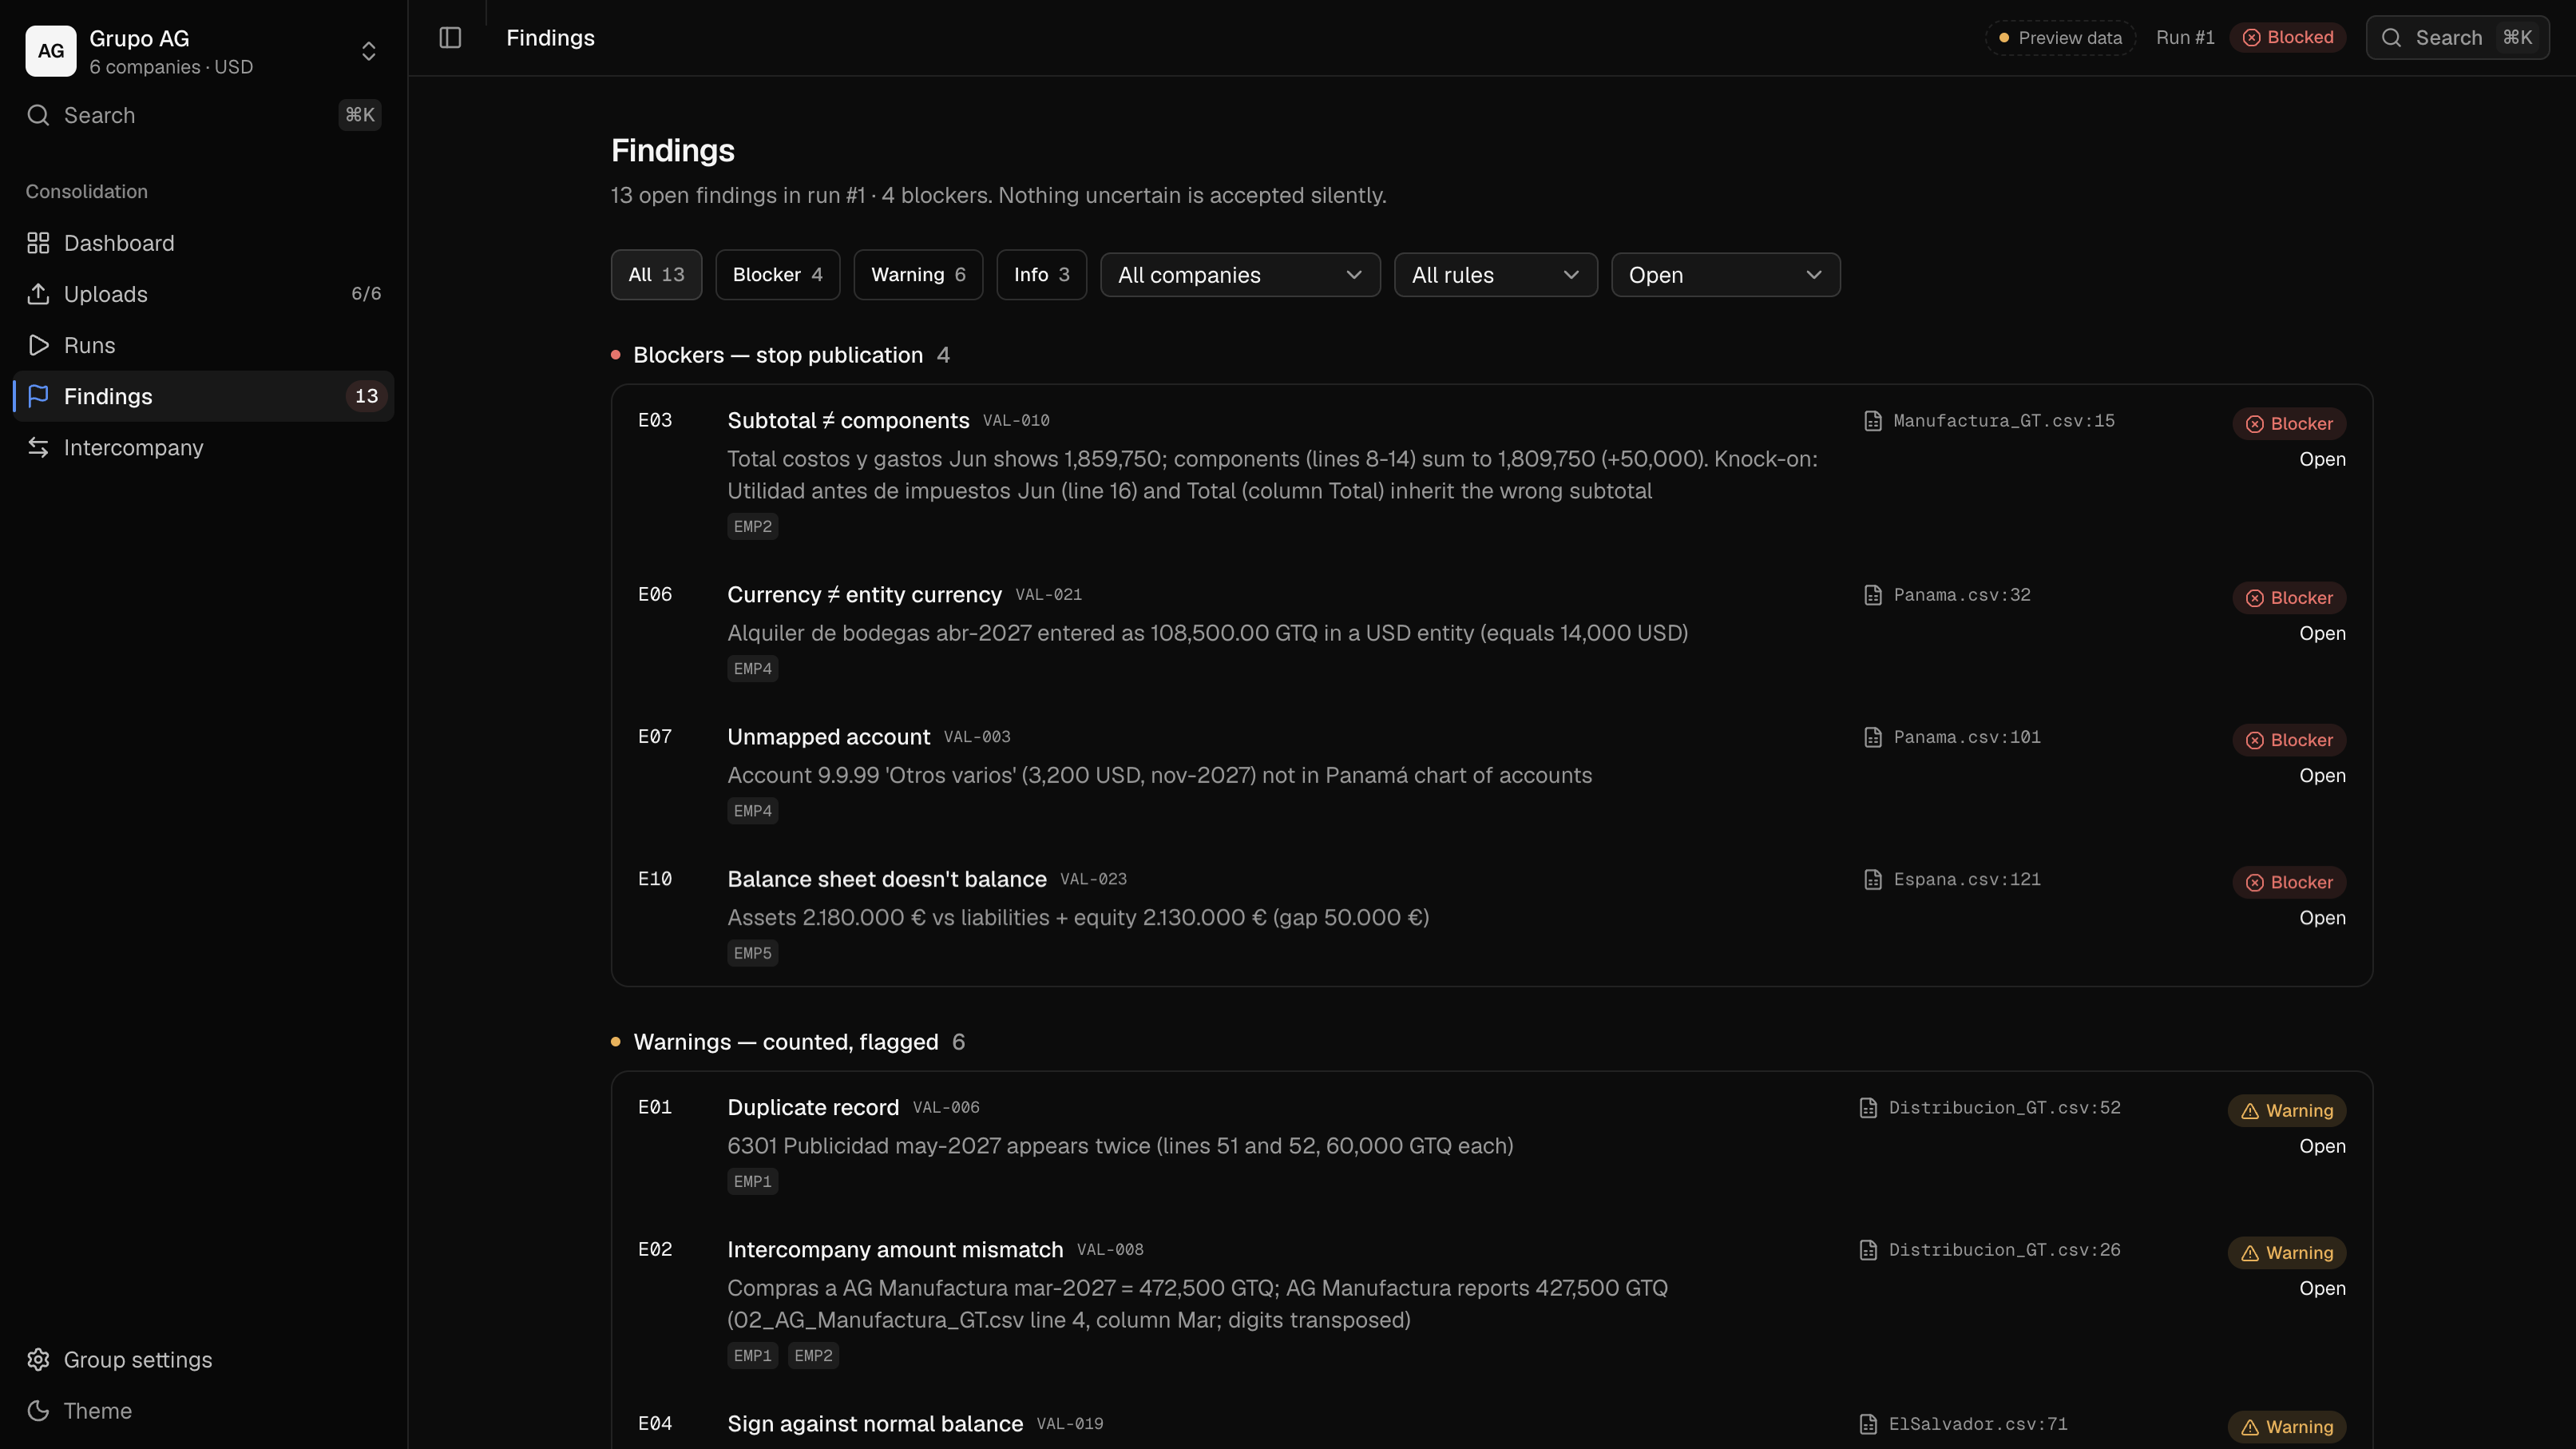 AG
Grupo AG
6 companies · USD
Search ⌘K
Consolidation
Dashboard
Uploads 6/6
Runs
Findings 13
Intercompany
Group settings
Theme
Findings
Preview data
Run #1
Blocked
Search ⌘K
Findings
13 open findings in run #1 · 4 blockers. Nothing uncertain is accepted silently.
All 13
Blocker 4
Warning 6
Info 3
All companies
All rules
Open
Blockers — stop publication 4
E03 Subtotal ≠ components VAL-010 Manufactura_GT.csv:15 Blocker
Total costos y gastos Jun shows 1,859,750; components (lines 8-14) sum to 1,809,750 (+50,000). Knock-on: Open
Utilidad antes de impuestos Jun (line 16) and Total (column Total) inherit the wrong subtotal
EMP2
E06 Currency ≠ entity currency VAL-021 Panama.csv:32 Blocker
Alquiler de bodegas abr-2027 entered as 108,500.00 GTQ in a USD entity (equals 14,000 USD) Open
EMP4
E07 Unmapped account VAL-003 Panama.csv:101 Blocker
Account 9.9.99 'Otros varios' (3,200 USD, nov-2027) not in Panamá chart of accounts Open
EMP4
E10 Balance sheet doesn't balance VAL-023 Espana.csv:121 Blocker
Assets 2.180.000 € vs liabilities + equity 2.130.000 € (gap 50.000 €) Open
EMP5
Warnings — counted, flagged 6
E01 Duplicate record VAL-006 Distribucion_GT.csv:52 Warning
6301 Publicidad may-2027 appears twice (lines 51 and 52, 60,000 GTQ each) Open
EMP1
E02 Intercompany amount mismatch VAL-008 Distribucion_GT.csv:26 Warning
Compras a AG Manufactura mar-2027 = 472,500 GTQ; AG Manufactura reports 427,500 GTQ Open
(02_AG_Manufactura_GT.csv line 4, column Mar; digits transposed)
EMP1 EMP2
E04 Sign against normal balance VAL-019 ElSalvador.csv:71 Warning